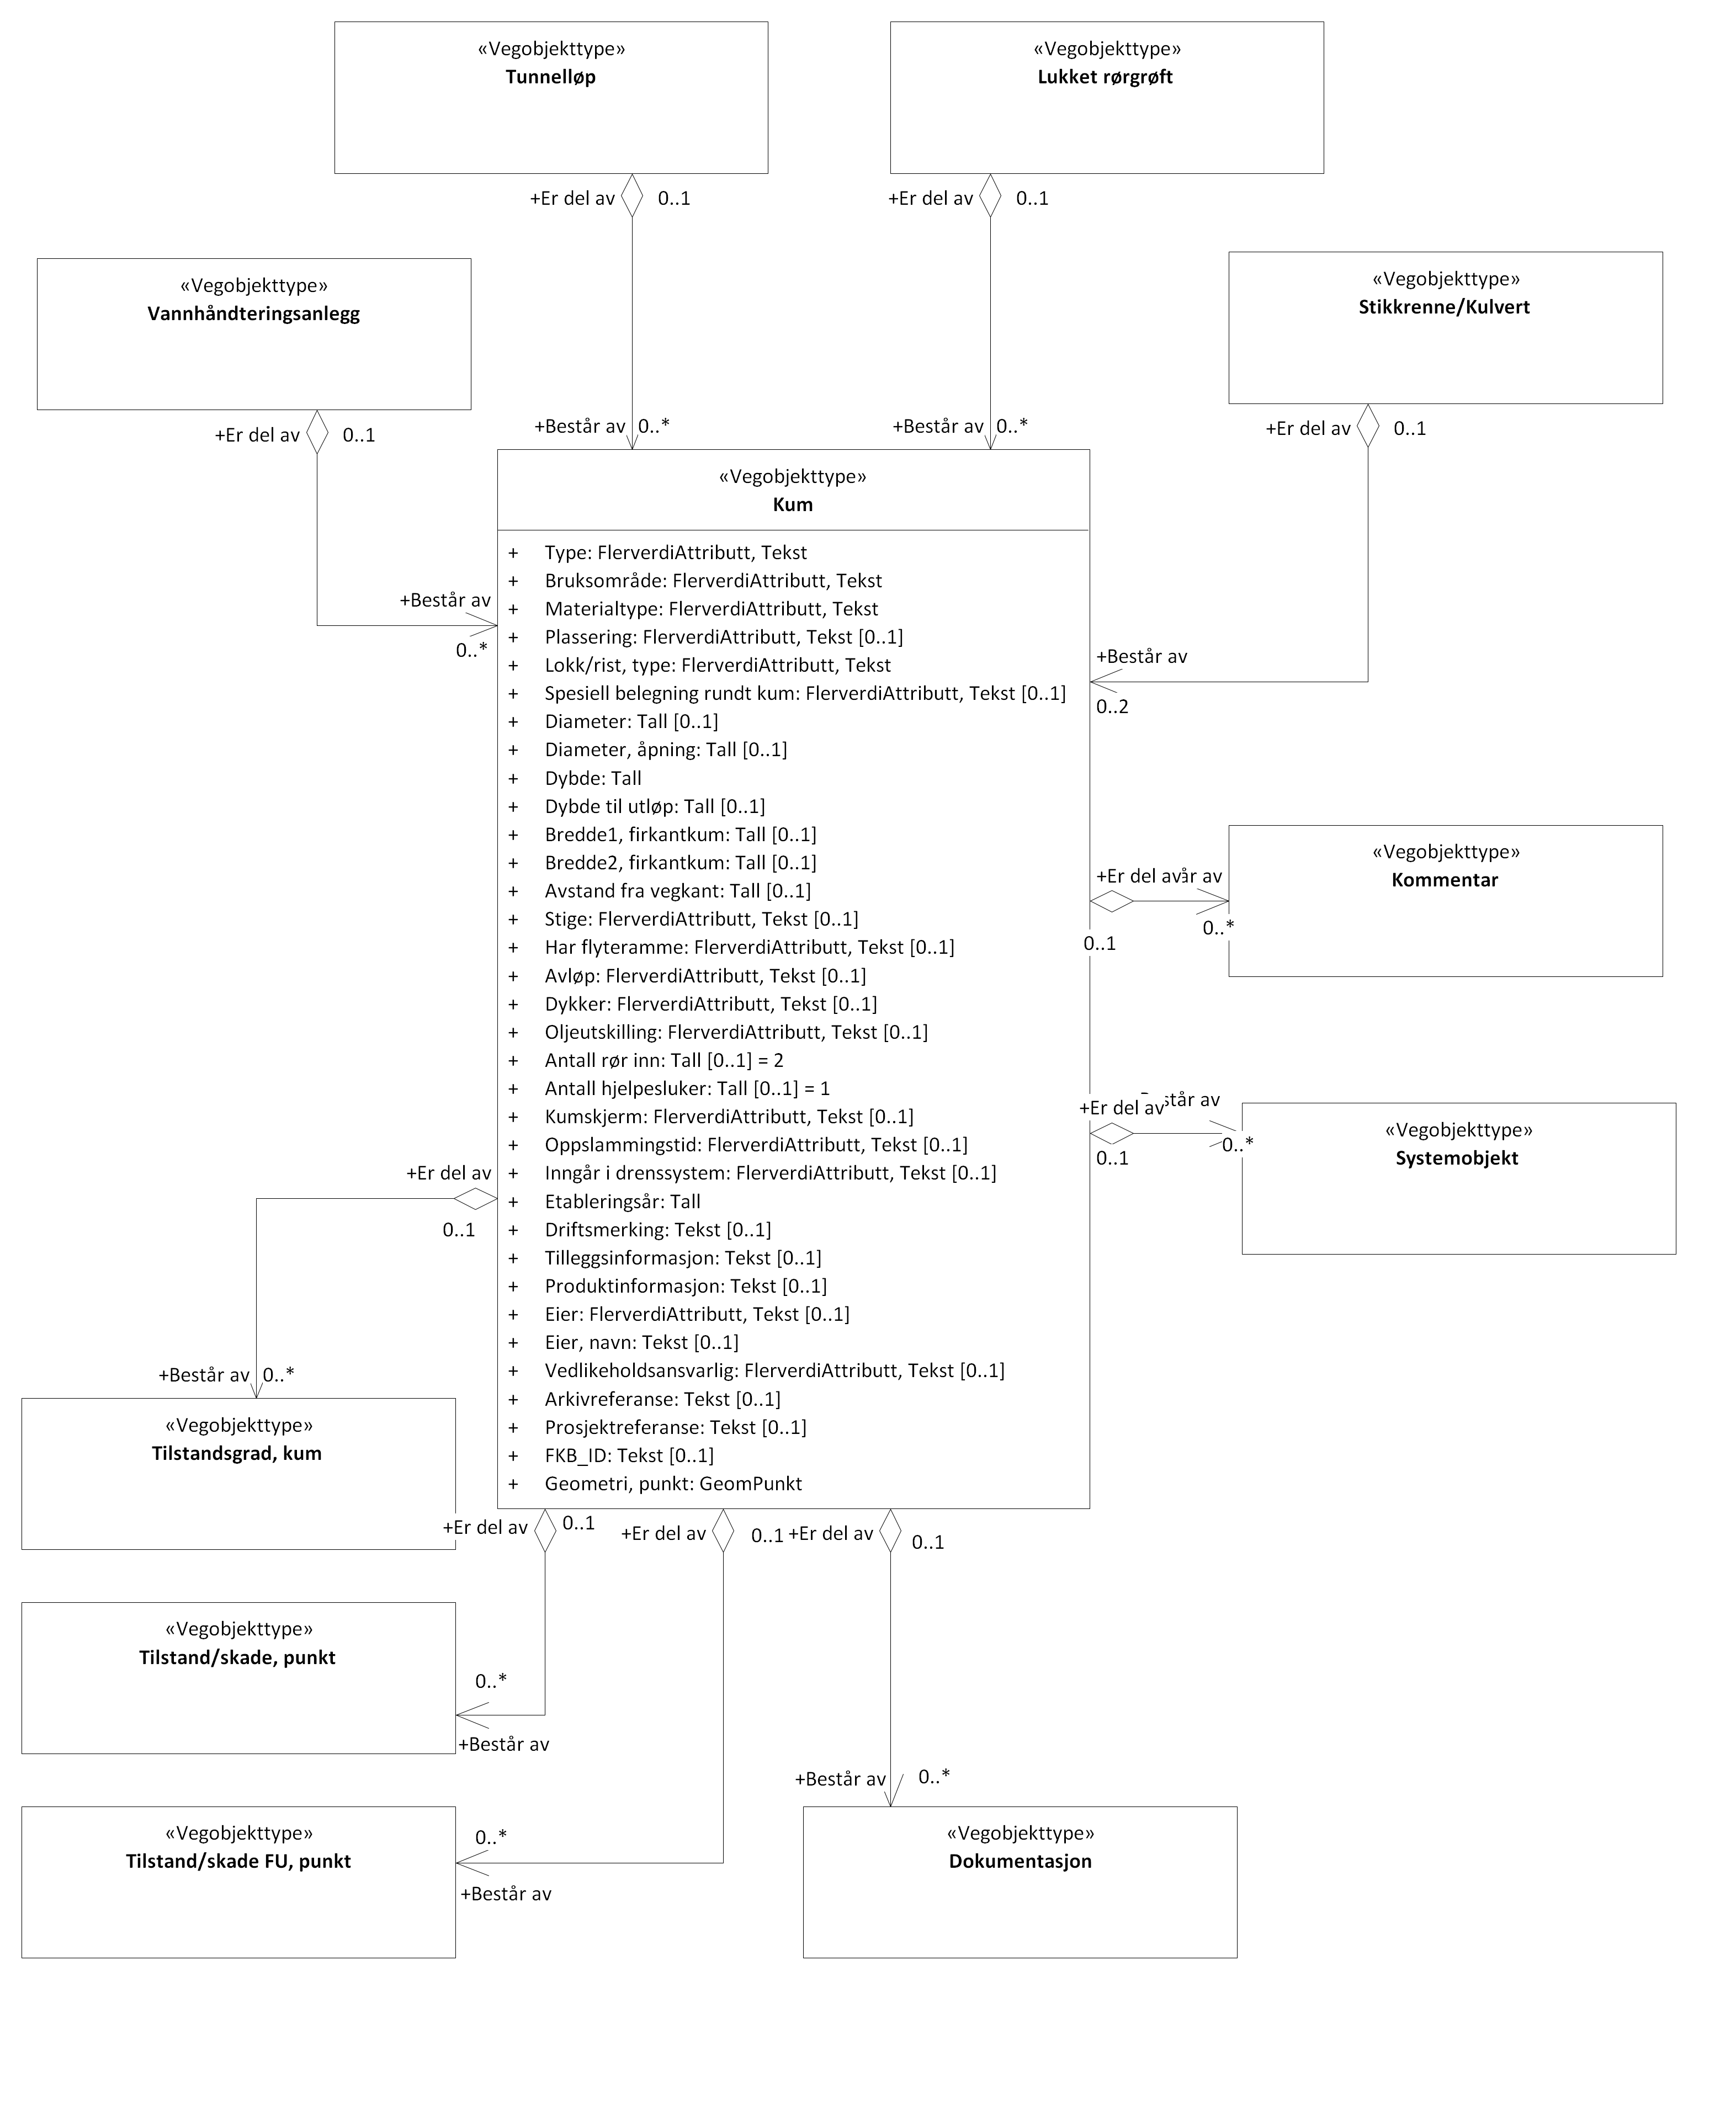 «Vegobjekttype»
Tunnelløp
«Vegobjekttype»
Lukket rørgrøft
+Er del av
0..1
+Er del av
0..1
«Vegobjekttype»
Vannhåndteringsanlegg
«Vegobjekttype»
Stikkrenne/Kulvert
+Er del av
0..1
+Er del av
0..1
+Består av
0..*
+Består av
0..*
«Vegobjekttype»
Kum
+ Type: FlerverdiAttributt, Tekst
+ Bruksområde: FlerverdiAttributt, Tekst
+ Materialtype: FlerverdiAttributt, Tekst
+ Plassering: FlerverdiAttributt, Tekst [0..1]
+ Lokk/rist, type: FlerverdiAttributt, Tekst
+ Spesiell belegning rundt kum: FlerverdiAttributt, Tekst [0..1]
+ Diameter: Tall [0..1]
+ Diameter, åpning: Tall [0..1]
+ Dybde: Tall
+ Dybde til utløp: Tall [0..1]
+ Bredde1, firkantkum: Tall [0..1]
+ Bredde2, firkantkum: Tall [0..1]
+ Avstand fra vegkant: Tall [0..1]
+ Stige: FlerverdiAttributt, Tekst [0..1]
+ Har flyteramme: FlerverdiAttributt, Tekst [0..1]
+ Avløp: FlerverdiAttributt, Tekst [0..1]
+ Dykker: FlerverdiAttributt, Tekst [0..1]
+ Oljeutskilling: FlerverdiAttributt, Tekst [0..1]
+ Antall rør inn: Tall [0..1] = 2
+ Antall hjelpesluker: Tall [0..1] = 1
+ Kumskjerm: FlerverdiAttributt, Tekst [0..1]
+ Oppslammingstid: FlerverdiAttributt, Tekst [0..1]
+ Inngår i drenssystem: FlerverdiAttributt, Tekst [0..1]
+ Etableringsår: Tall
+ Driftsmerking: Tekst [0..1]
+ Tilleggsinformasjon: Tekst [0..1]
+ Produktinformasjon: Tekst [0..1]
+ Eier: FlerverdiAttributt, Tekst [0..1]
+ Eier, navn: Tekst [0..1]
+ Vedlikeholdsansvarlig: FlerverdiAttributt, Tekst [0..1]
+ Arkivreferanse: Tekst [0..1]
+ Prosjektreferanse: Tekst [0..1]
+ FKB_ID: Tekst [0..1]
+ Geometri, punkt: GeomPunkt
+Består av
0..*
+Består av
0..2
+Er del av
år av
0..1
0..*
«Vegobjekttype»
Kommentar
+Er del av
står av
0..1
0..*
«Vegobjekttype»
Systemobjekt
+Er del av
0..1
+Består av
0..*
«Vegobjekttype»
Tilstandsgrad, kum
+Er del av
0..1
+Er del av
0..1
+Er del av
0..1
«Vegobjekttype»
Tilstand/skade, punkt
0..*
+Består av
+Består av
0..*
«Vegobjekttype»
Tilstand/skade FU, punkt
0..*
+Består av
«Vegobjekttype»
Dokumentasjon